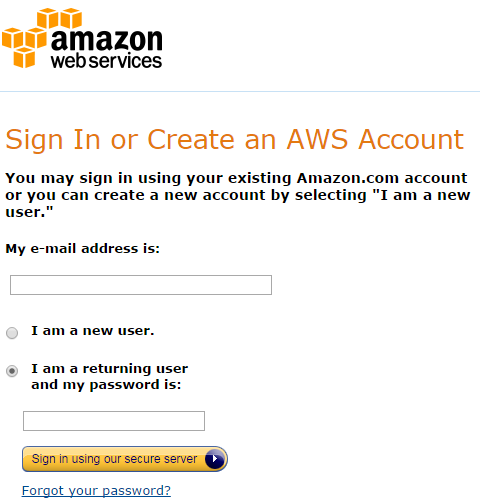 amazon
web services
Sign In or Create an AWS Account
You may sign in using your existing Amazon.com account
or you can create a new account by selecting "I am a new
user."
My e-mail address is:
I am a new user.
I am a returning user
and my password is:
Sign in using our secure server
Forgot your password?